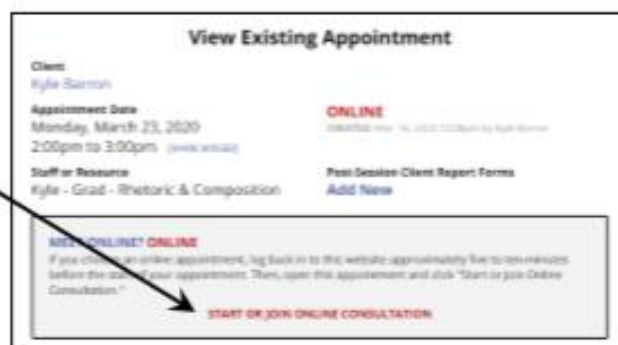 View Existing Appointment
Client
Kyle Barron
Appointment Date
Monday, March 23, 2020
2:00pm to 3:00pm
ONLINE
Staff or Resource
Kyle - Grad - Rhetoric & Composition
Post-Session Client Report Forms
Add New
MEET ONLINE? ONLINE
If you choose an online appointment, log back in to this website approximately five to ten minutes
before the start of your appointment. Then, open this appointment and click "Start or Join Online
Consultation."
START OR JOIN ONLINE CONSULTATION